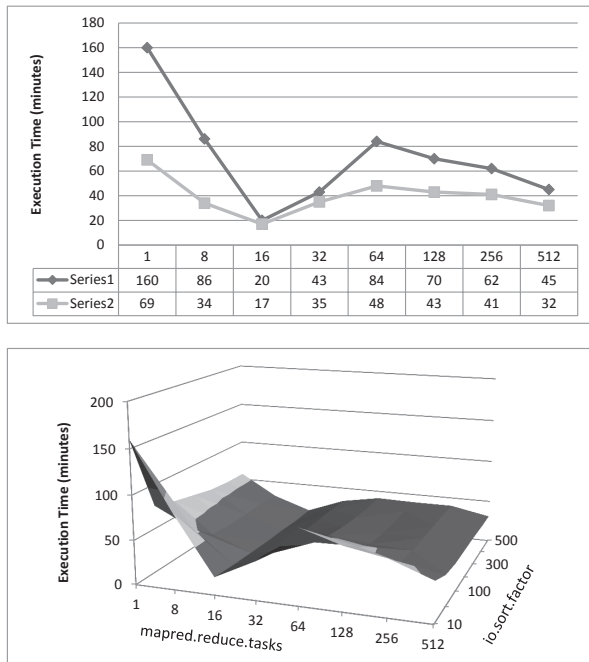 180
160
140
120
100
80
60
40
20
0
Execution Time (minutes)
1 8 16 32 64 128 256 512
Series1 160 86 20 43 84 70 62 45
Series2 69 34 17 35 48 43 41 32
200
150
100
50
0
Execution Time (minutes)
1 8 16 32 64 128 256 512
mapred.reduce.tasks
500
300
100
10
io.sort.factor